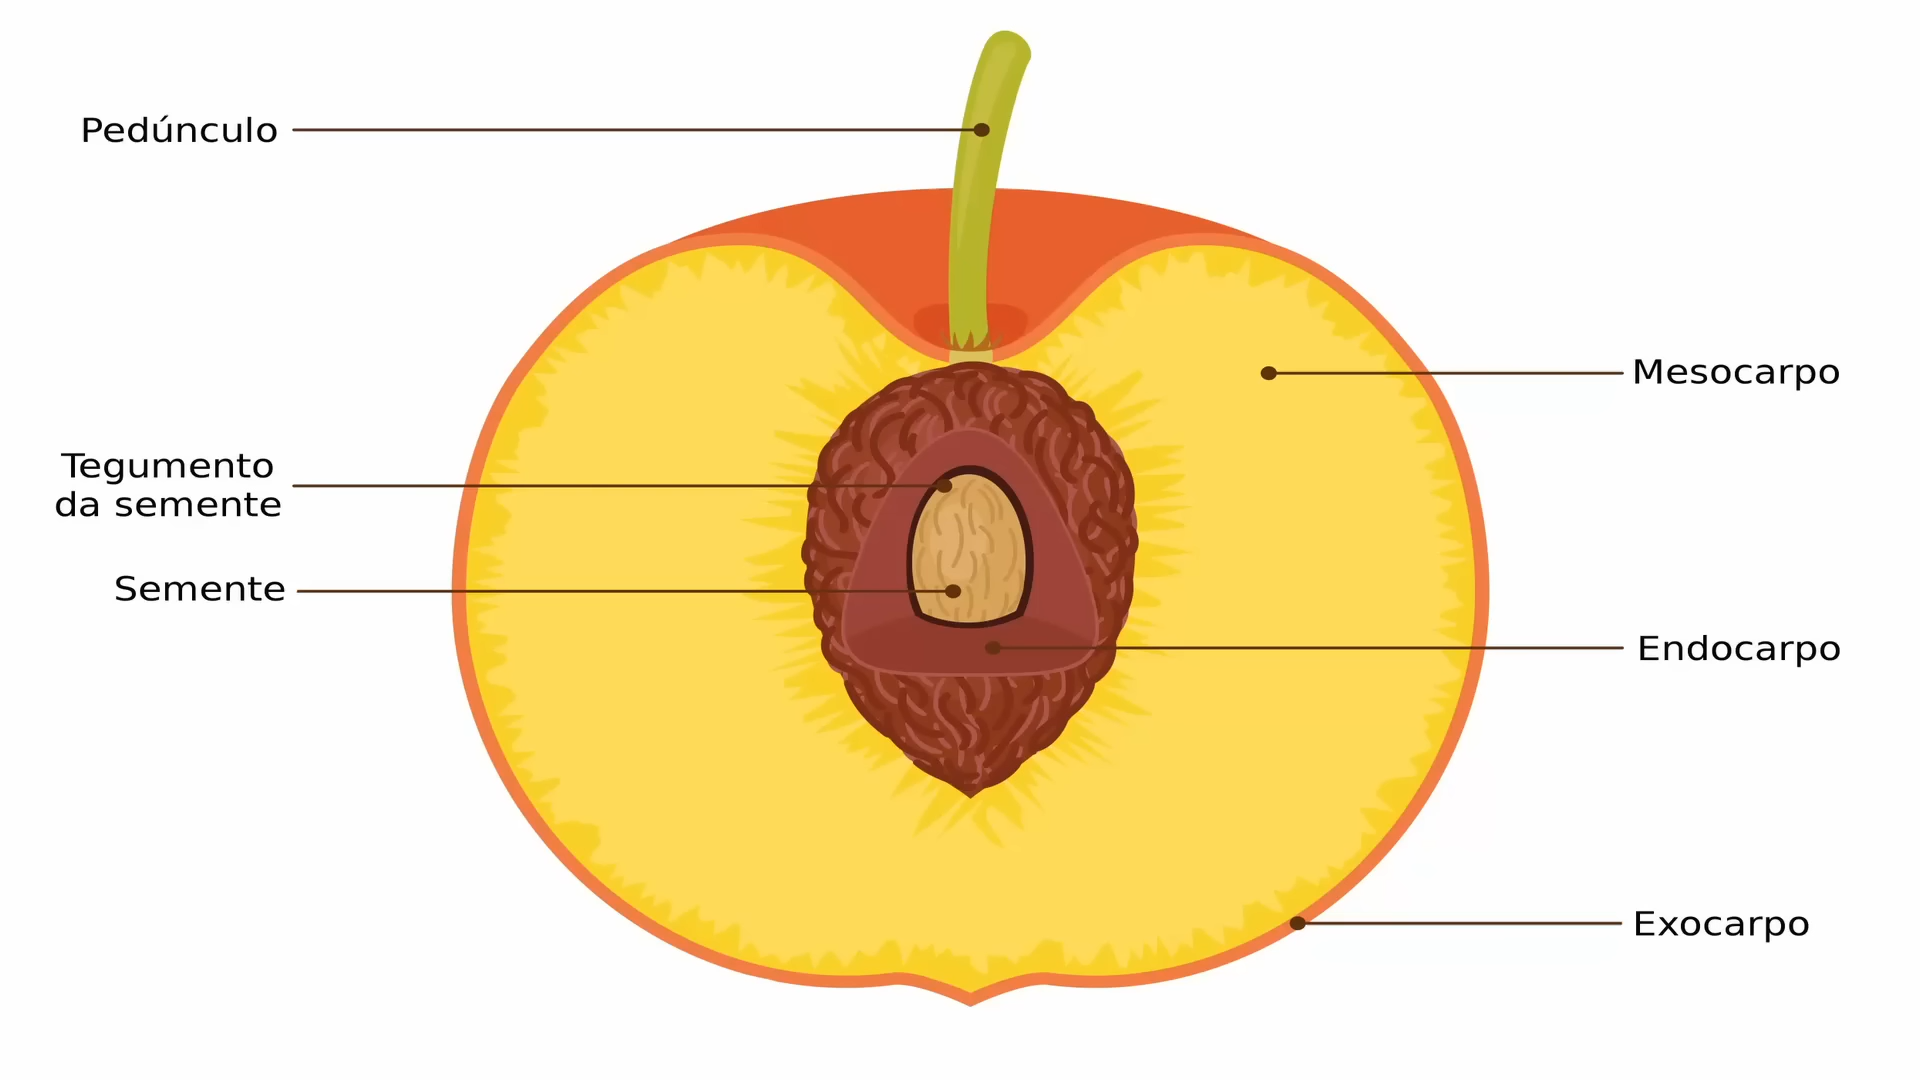 Pedúnculo
Mesocarpo
Tegumento
da semente
Semente
Endocarpo
Exocarpo